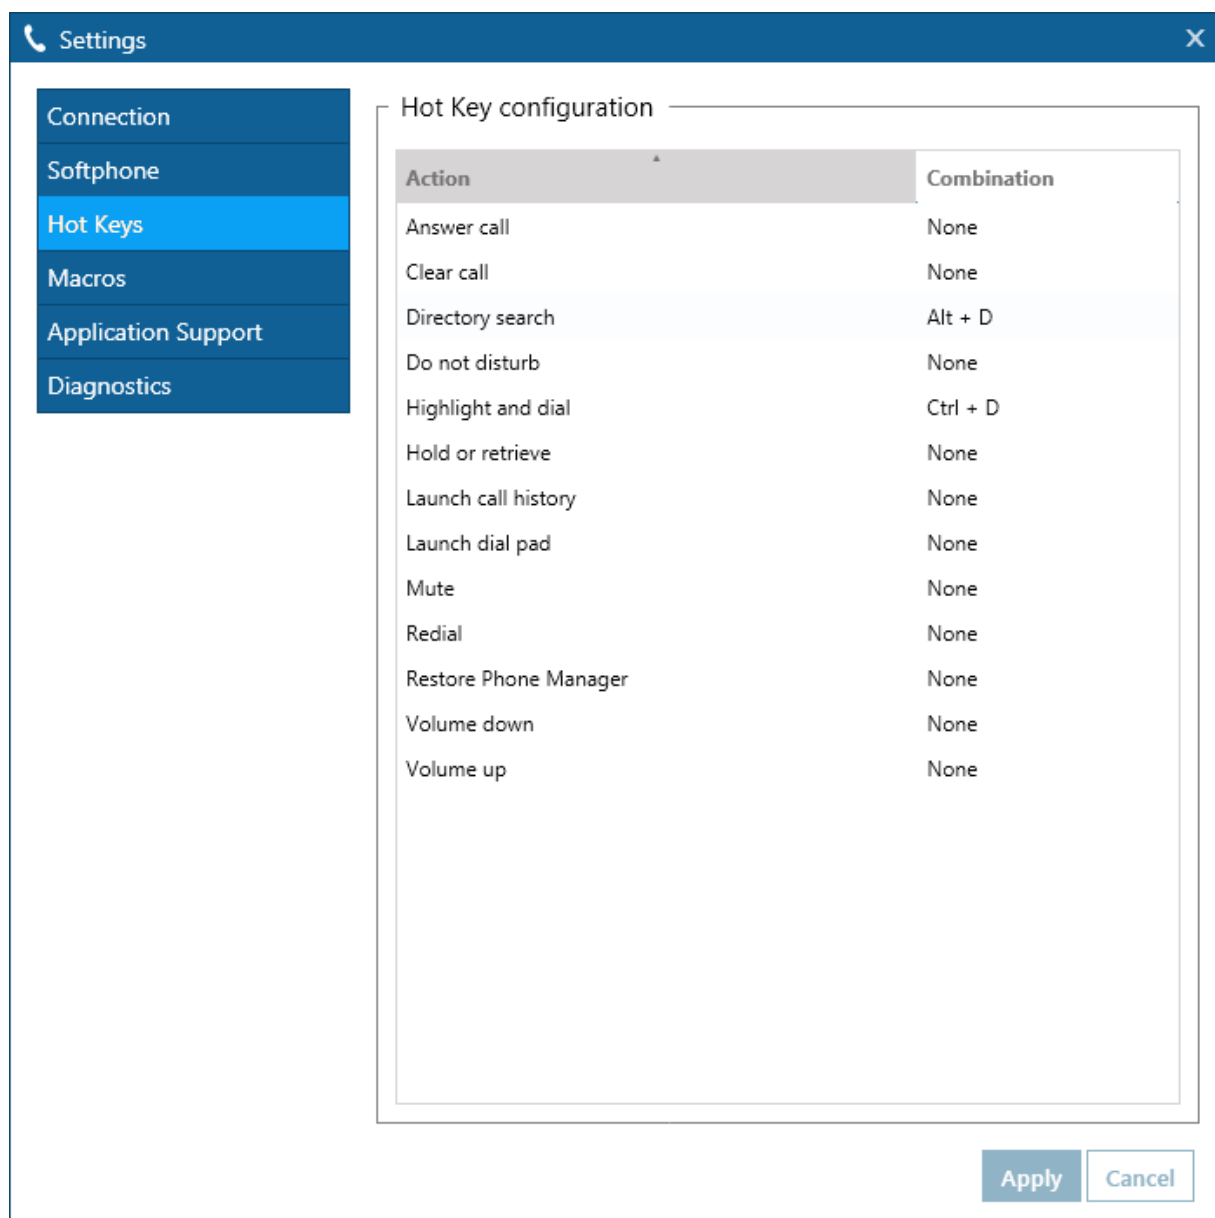 Settings
Connection
Softphone
Hot Keys
Macros
Application Support
Diagnostics
Hot Key configuration
Action Combination
Answer call None
Clear call None
Directory search Alt + D
Do not disturb None
Highlight and dial Ctrl + D
Hold or retrieve None
Launch call history None
Launch dial pad None
Mute None
Redial None
Restore Phone Manager None
Volume down None
Volume up None
Apply Cancel